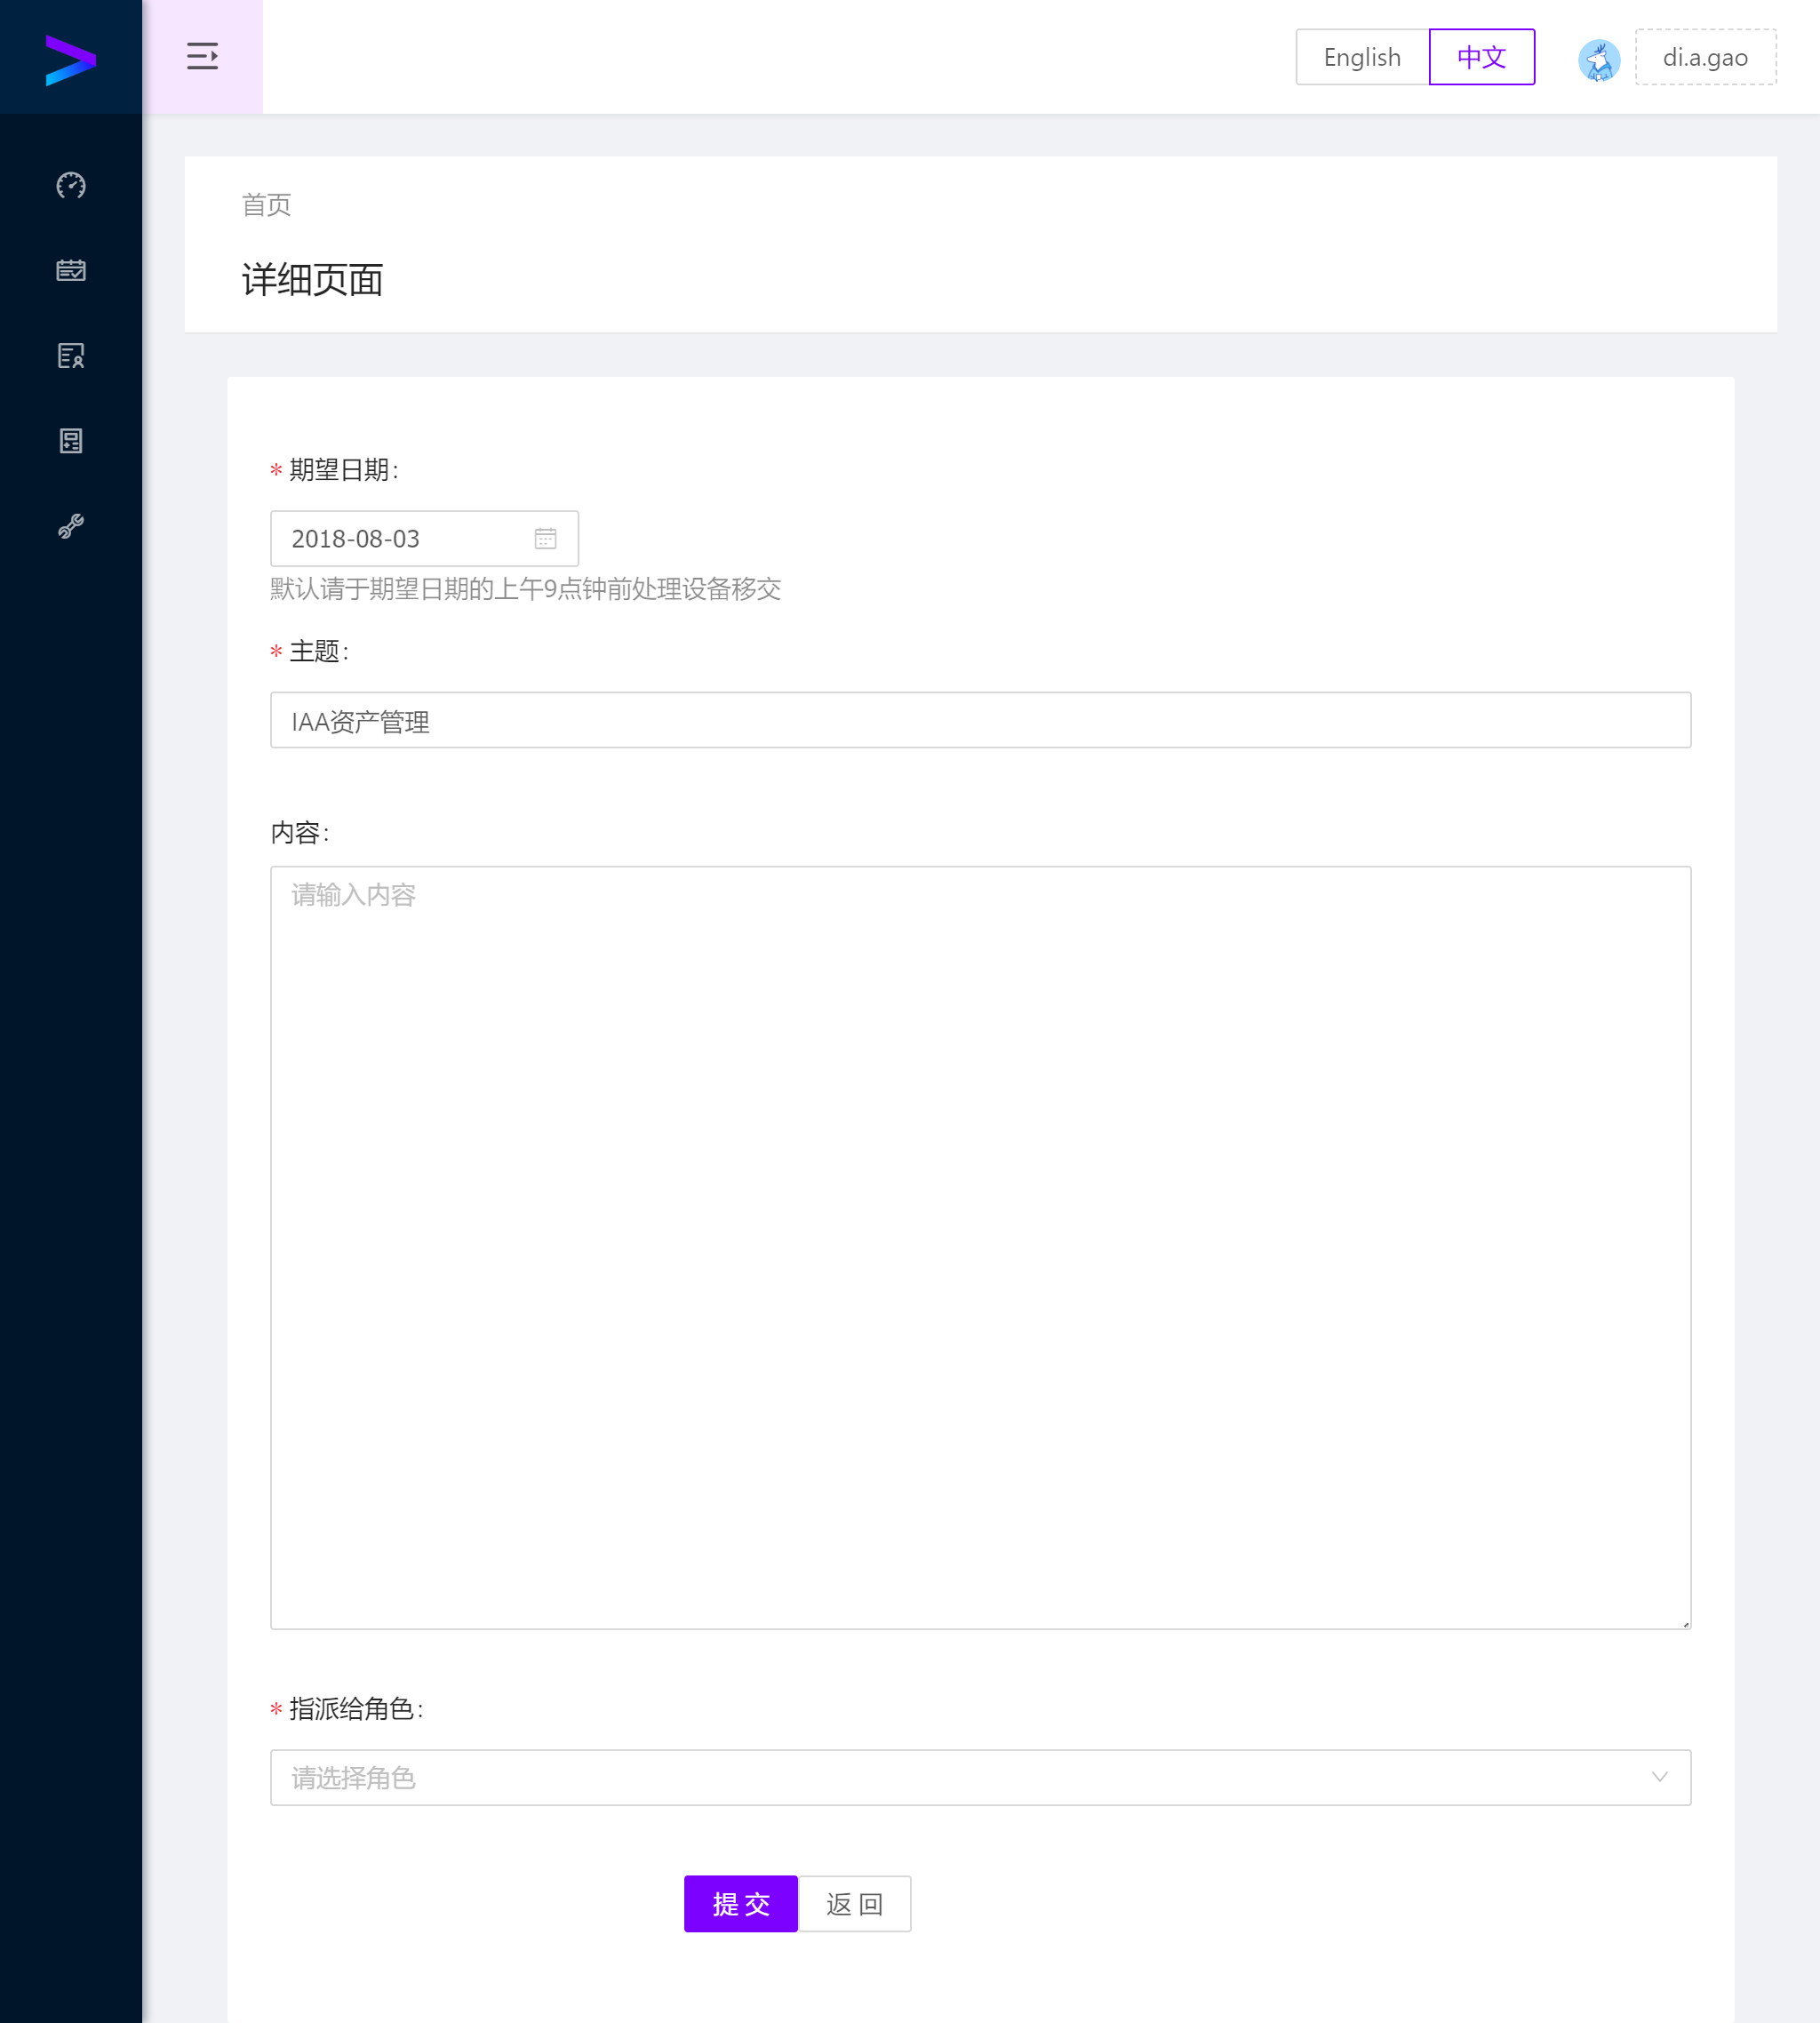 English 中文 di.a.gao
首页
详细页面
* 期望日期:
2018-08-03
默认请于期望日期的上午9点钟前处理设备移交
* 主题:
IAA资产管理
内容:
请输入内容
* 指派给角色:
请选择角色
提 交 返 回